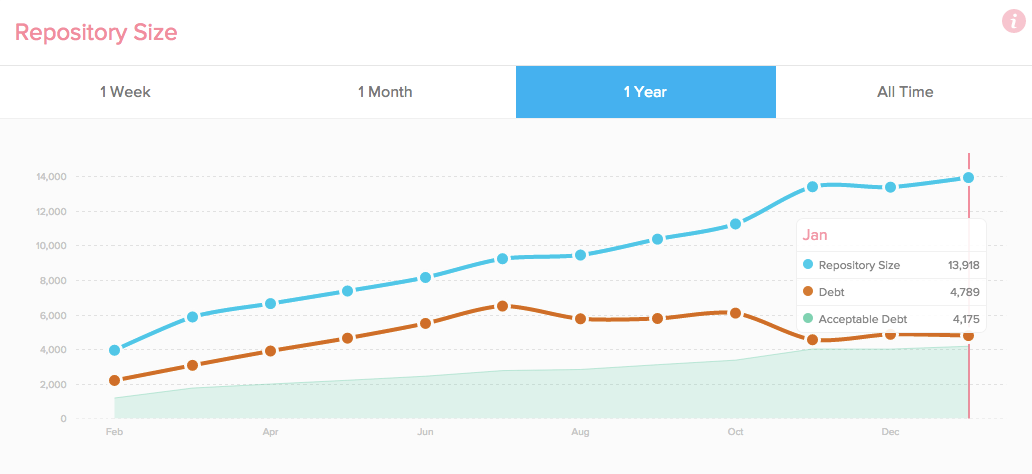 Repository Size
i
1 Week 1 Month 1 Year All Time
14,000
12,000
10,000
8,000
6,000
4,000
2,000
0
Jan
Repository Size 13,918
Debt 4,789
Acceptable Debt 4,175
Feb Apr Jun Aug Oct Dec